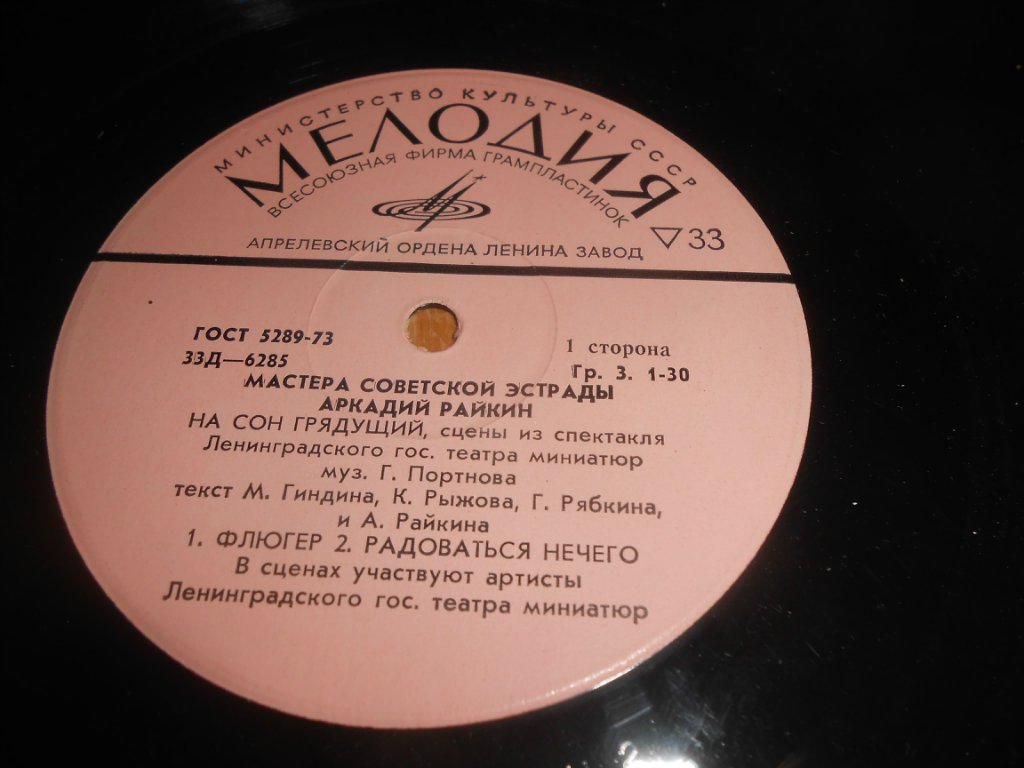 МИНИСТЕРСТВО КУЛЬТУРЫ СССР
МЕЛОДИЯ
ВСЕСОЮЗНАЯ ФИРМА ГРАМПЛАСТИНОК
▽33
АПРЕЛЕВСКИЙ ОРДЕНА ЛЕНИНА ЗАВОД
ГОСТ 5289-73
33Д—6285
1 сторона
Гр. 3. 1-30
МАСТЕРА СОВЕТСКОЙ ЭСТРАДЫ
АРКАДИЙ РАЙКИН
НА СОН ГРЯДУЩИЙ, сцены из спектакля
Ленинградского гос. театра миниатюр
муз. Г. Портнова
текст М. Гиндина, К. Рыжова, Г. Рябкина,
и А. Райкина
1. ФЛЮГЕР 2. РАДОВАТЬСЯ НЕЧЕГО
В сценах участвуют артисты
Ленинградского гос. театра миниатюр